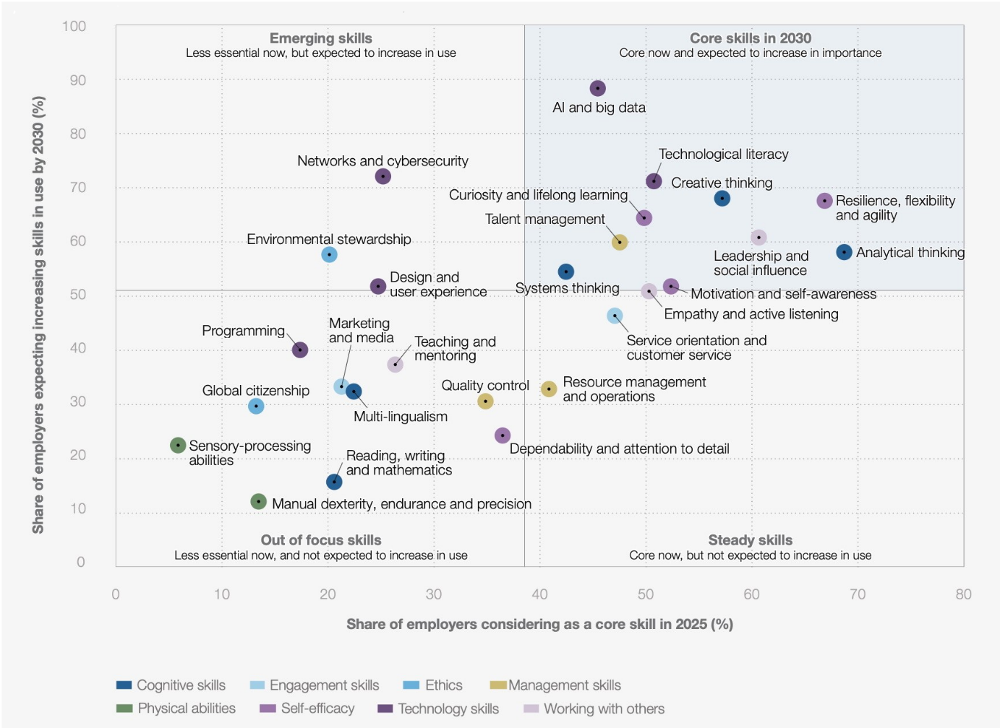 Emerging skills
Less essential now, but expected to increase in use
Core skills in 2030
Core now and expected to increase in importance
100
90
80
70
60
50
40
30
20
10
0
Share of employers expecting increasing skills in use by 2030 (%)
AI and big data
Networks and cybersecurity
Technological literacy
Creative thinking
Curiosity and lifelong learning
Resilience, flexibility
and agility
Talent management
Environmental stewardship
Leadership and
social influence
Analytical thinking
Design and
user experience
Systems thinking
Motivation and self-awareness
Empathy and active listening
Programming
Marketing
and media
Teaching and
mentoring
Service orientation and
customer service
Global citizenship
Quality control
Resource management
and operations
Multi-lingualism
Sensory-processing
abilities
Dependability and attention to detail
Reading, writing
and mathematics
Manual dexterity, endurance and precision
Out of focus skills
Less essential now, and not expected to increase in use
Steady skills
Core now, but not expected to increase in use
0
10
20
30
40
50
60
70
80
Share of employers considering as a core skill in 2025 (%)
Cognitive skills
Engagement skills
Ethics
Management skills
Physical abilities
Self-efficacy
Technology skills
Working with others